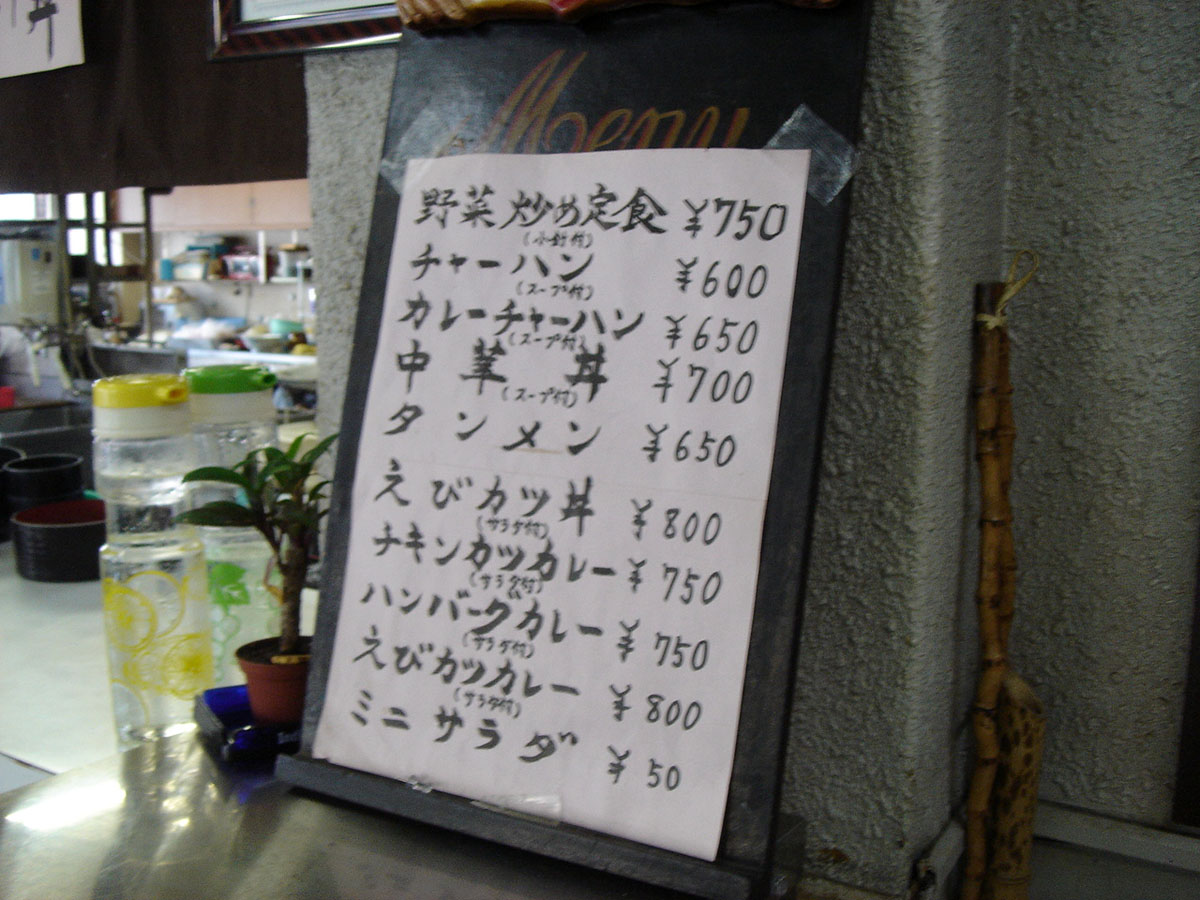 丼
Menu
野菜炒め定食 ¥750
(小鉢付)
チャーハン ¥600
(スープ付)
カレーチャーハン ¥650
(スープ付)
中華丼 ¥700
(スープ付)
タンメン ¥650
えびカツ丼 ¥800
(サラダ付)
チキンカツカレー ¥750
(サラダ付)
ハンバーグカレー ¥750
(サラダ付)
えびカツカレー ¥800
(サラダ付)
ミニサラダ ¥50